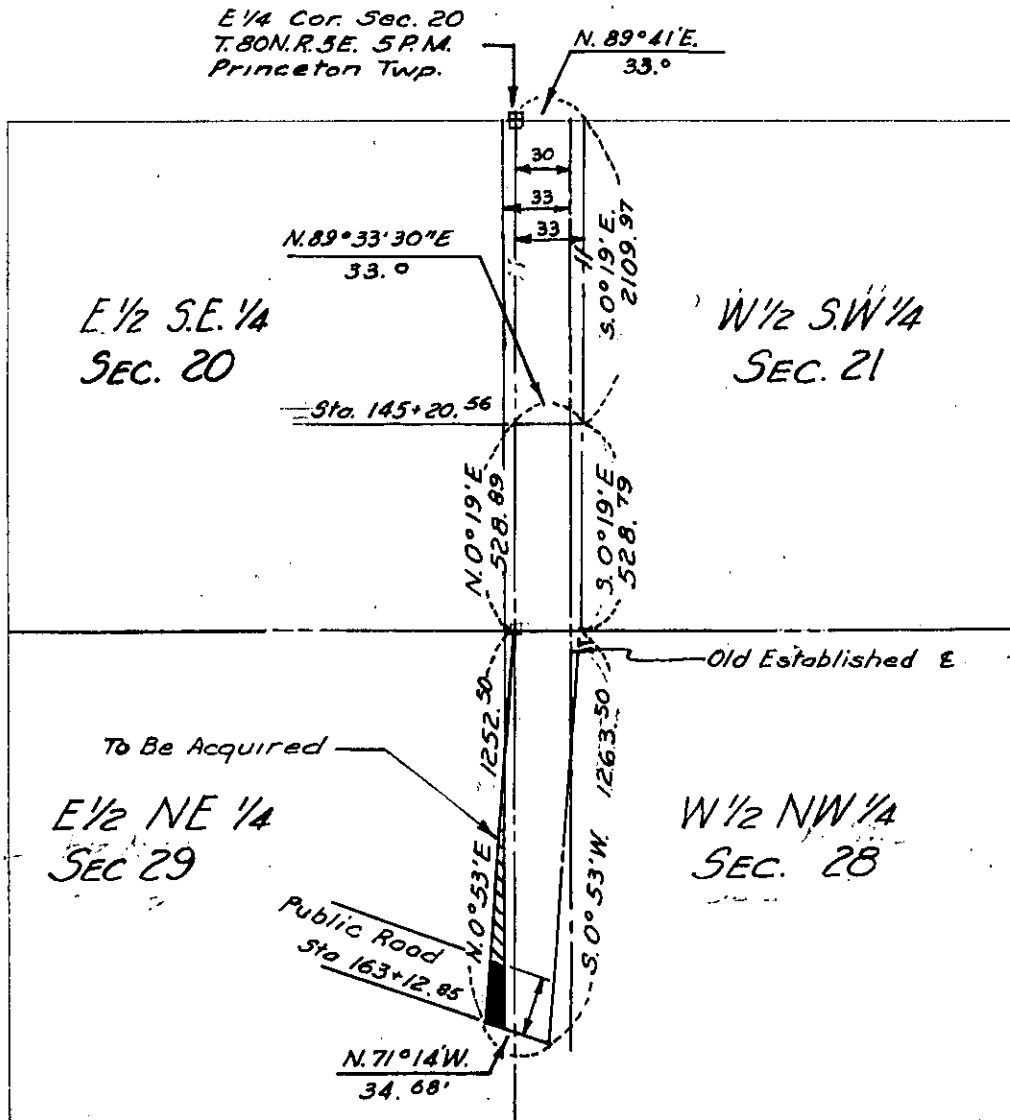 E 1/4 Cor. Sec. 20
T. 80N. R. 5E. 5 P.M.
Princeton Twp.
N. 89°41'E.
33.°
30
33
33
N. 89°33'30"E
33.°
S. 0°19' E.
2109.97
E. 1/2 S.E. 1/4
SEC. 20
W 1/2 S.W 1/4
SEC. 21
Sta. 145+20.56
N. 0°19'E
528.89
S. 0°19'E
528.79
Old Established ℄
1252.50
1263.50
To Be Acquired
E 1/2 NE 1/4
SEC 29
W 1/2 NW 1/4
SEC. 28
N. 0°53'E
S. 0°53'W.
Public Road
Sta 163+12.85
N. 71°14'W.
34.68'